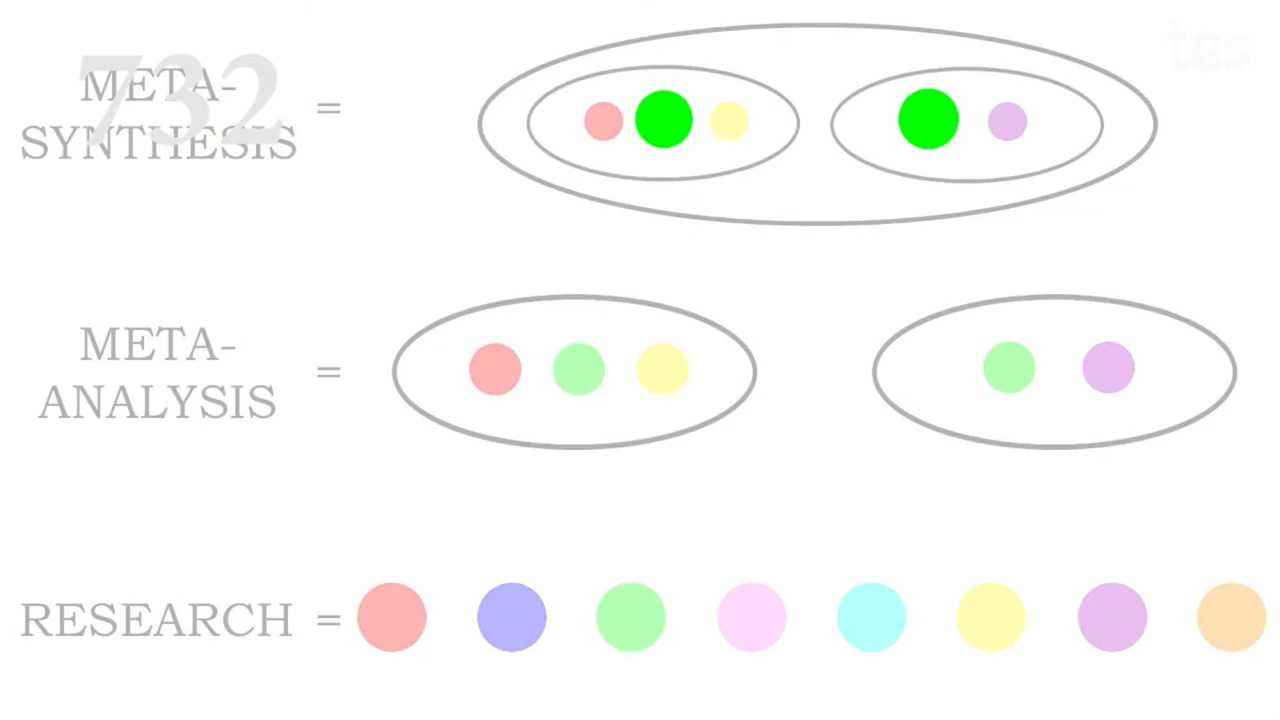 732
tes
META-
SYNTHESIS
=
META-
ANALYSIS
=
RESEARCH =